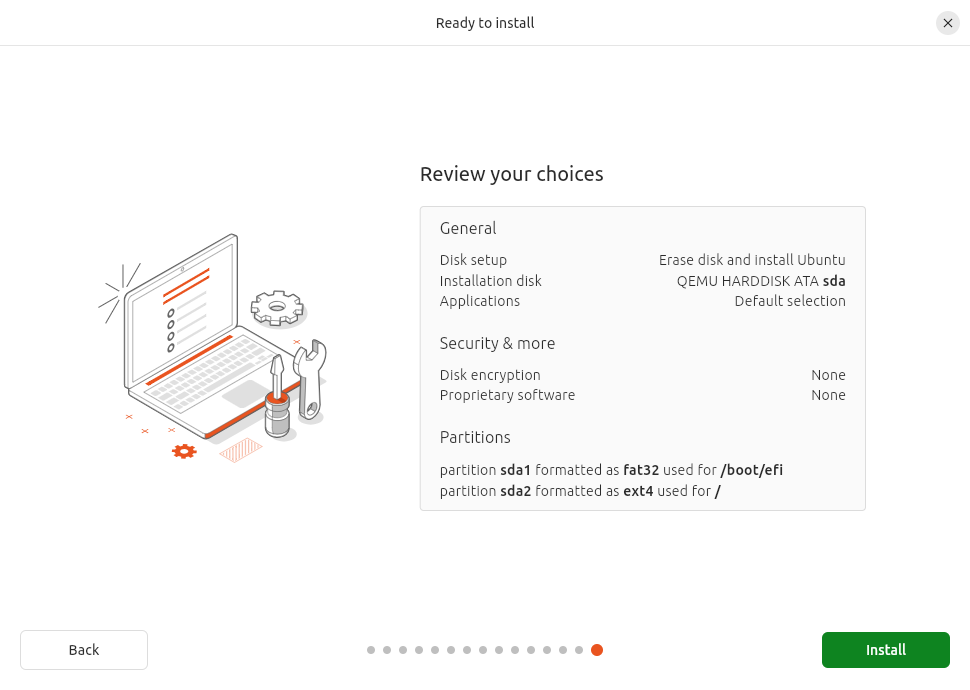 Ready to install
Review your choices
General
Disk setup Erase disk and install Ubuntu
Installation disk QEMU HARDDISK ATA sda
Applications Default selection
Security & more
Disk encryption None
Proprietary software None
Partitions
partition sda1 formatted as fat32 used for /boot/efi
partition sda2 formatted as ext4 used for /
Back
Install